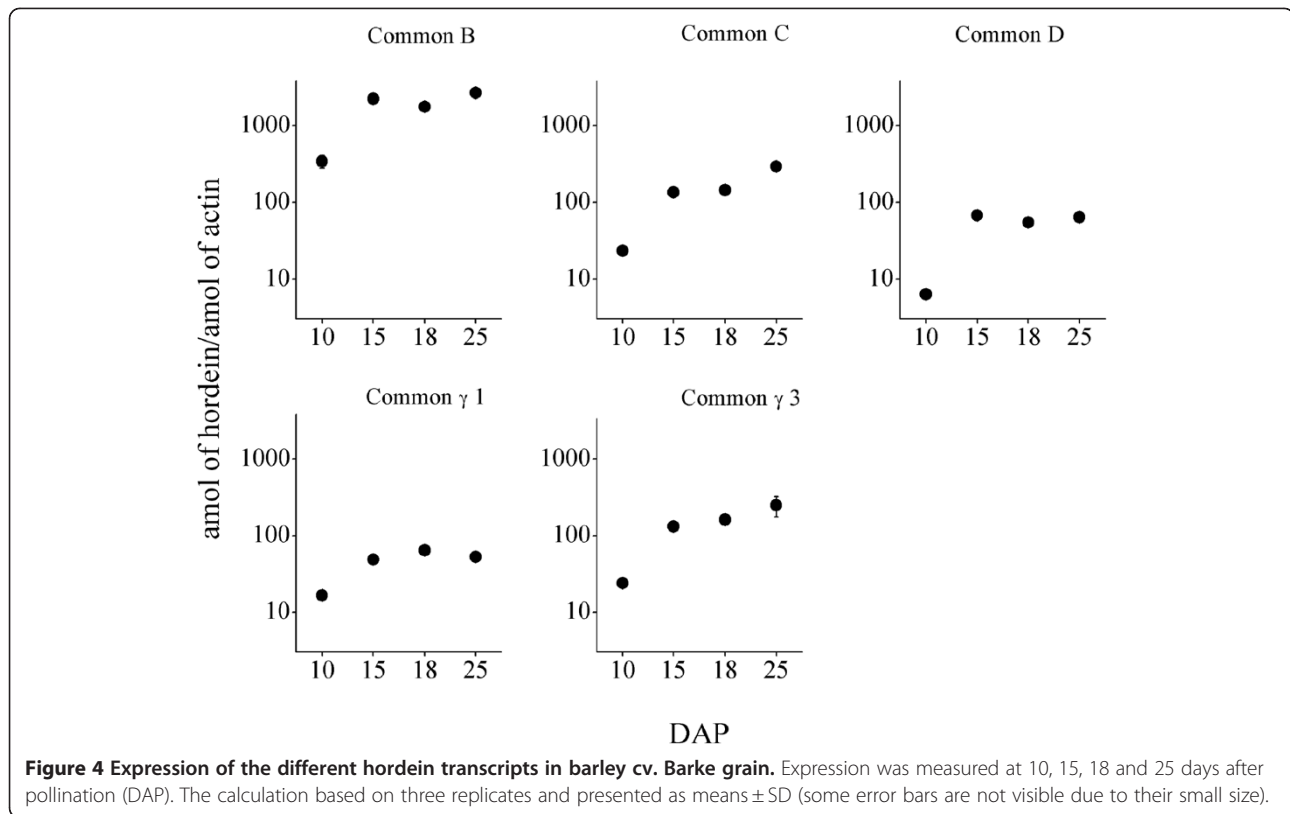 Common B
Common C
Common D
1000
100
10
10 15 18 25
1000
100
10
10 15 18 25
1000
100
10
10 15 18 25
amol of hordein/amol of actin
Common γ 1
Common γ 3
1000
100
10
10 15 18 25
1000
100
10
10 15 18 25
DAP
Figure 4 Expression of the different hordein transcripts in barley cv. Barke grain. Expression was measured at 10, 15, 18 and 25 days after
pollination (DAP). The calculation based on three replicates and presented as means ± SD (some error bars are not visible due to their small size).